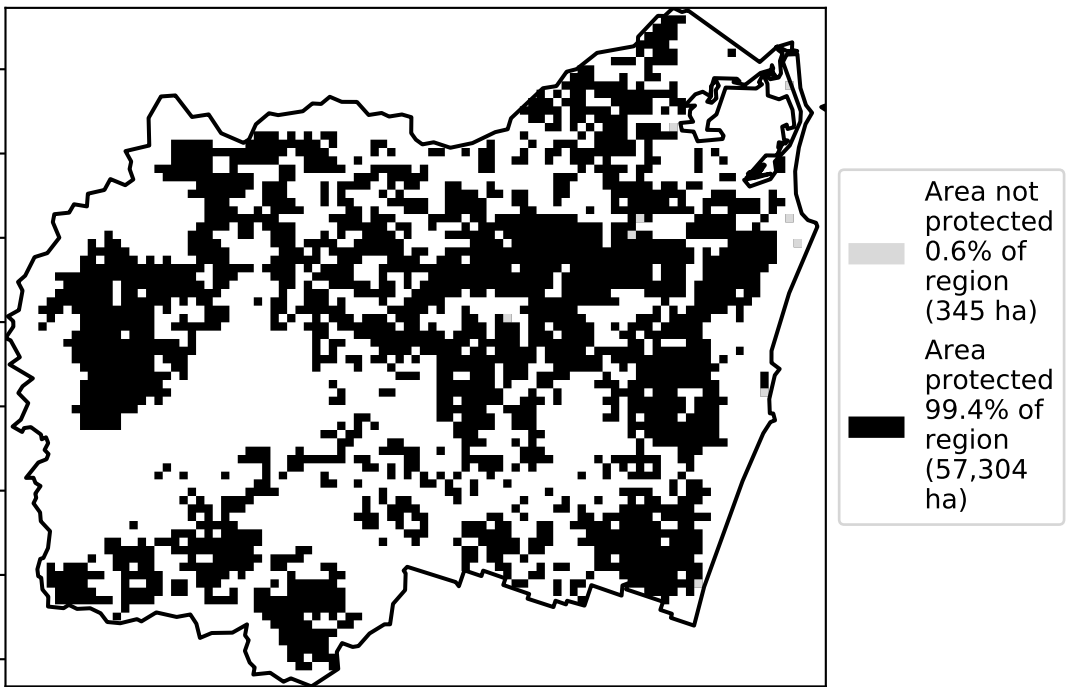 Area not
protected
0.6% of
region
(345 ha)
Area
protected
99.4% of
region
(57,304
ha)